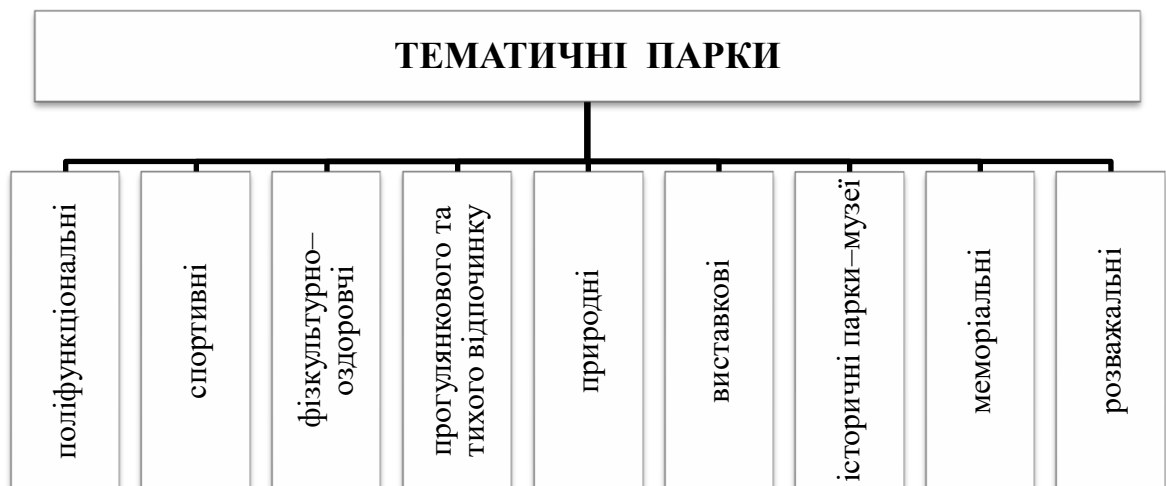 ТЕМАТИЧНІ ПАРКИ
поліфункціональні
спортивні
фізкультурно–
оздоровчі
прогулянкового та
тихого відпочинку
природні
виставкові
історичні парки–музеї
меморіальні
розважальні